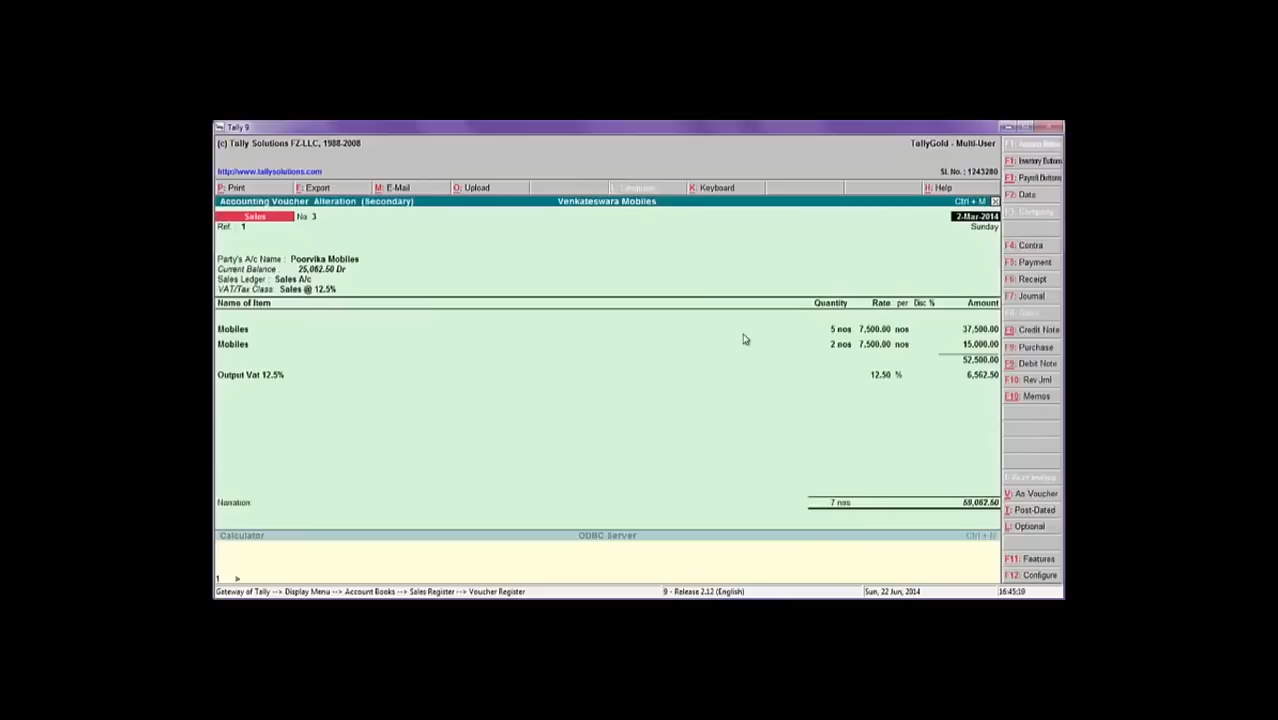 Tally 9
(c) Tally Solutions FZ-LLC, 1988-2008
TallyGold - Multi-User
http://www.tallysolutions.com
Sl. No. : 1243280
P: Print
E: Export
M: E-Mail
O: Upload
L: Language
K: Keyboard
H: Help
Accounting Voucher Alteration (Secondary)
Venkateswara Mobiles
Ctrl + M
Sales
No 3
2-Mar-2014
Ref. 1
Sunday
Party's A/c Name : Poorvika Mobiles
Current Balance : 25,062.50 Dr
Sales Ledger : Sales A/c
VAT/Tax Class: Sales @ 12.5%
Name of Item
Quantity Rate per Disc % Amount
Mobiles 5 nos 7,500.00 nos 37,500.00
Mobiles 2 nos 7,500.00 nos 15,000.00
52,500.00
Output Vat 12.5% 12.50 % 6,562.50
Narration:
7 nos 59,062.50
Calculator
ODBC Server
Ctrl + N
1 >
Gateway of Tally --> Display Menu --> Account Books --> Sales Register --> Voucher Register
9 - Release 2.12 (English)
Sun, 22 Jun, 2014
16:45:19
F1: Inventory Buttons
F1: Payroll Buttons
F2: Date
F3: Company
F4: Contra
F5: Payment
F6: Receipt
F7: Journal
F8: Sales
F8: Credit Note
F9: Purchase
F9: Debit Note
F10: Rev Jrnl
F10: Memos
V: As Voucher
T: Post-Dated
L: Optional
F11: Features
F12: Configure